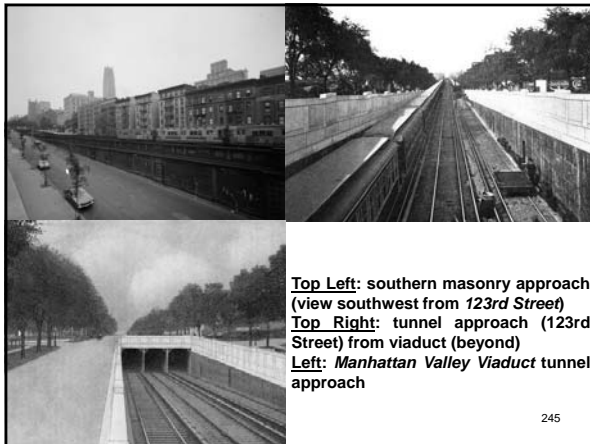 Top Left: southern masonry approach
(view southwest from 123rd Street)
Top Right: tunnel approach (123rd
Street) from viaduct (beyond)
Left: Manhattan Valley Viaduct tunnel
approach
245